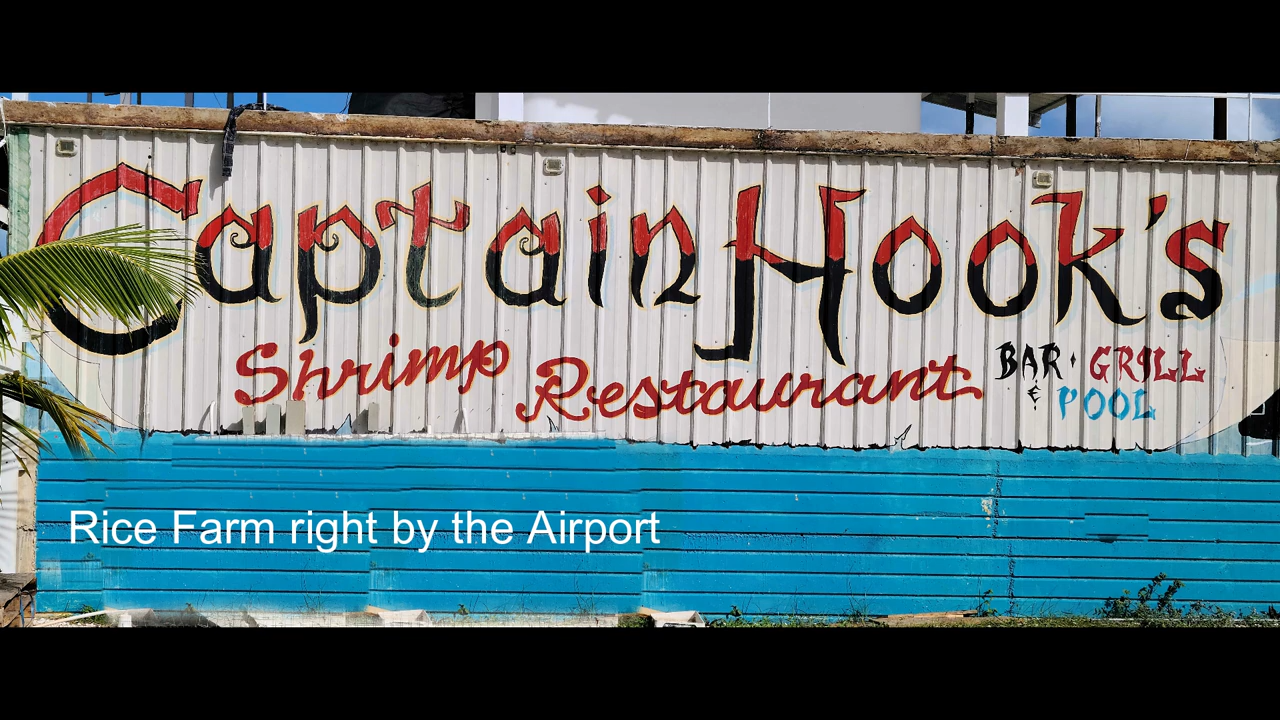 Captain Hook's
Shrimp Restaurant
BAR • GRILL
& POOL
Rice Farm right by the Airport